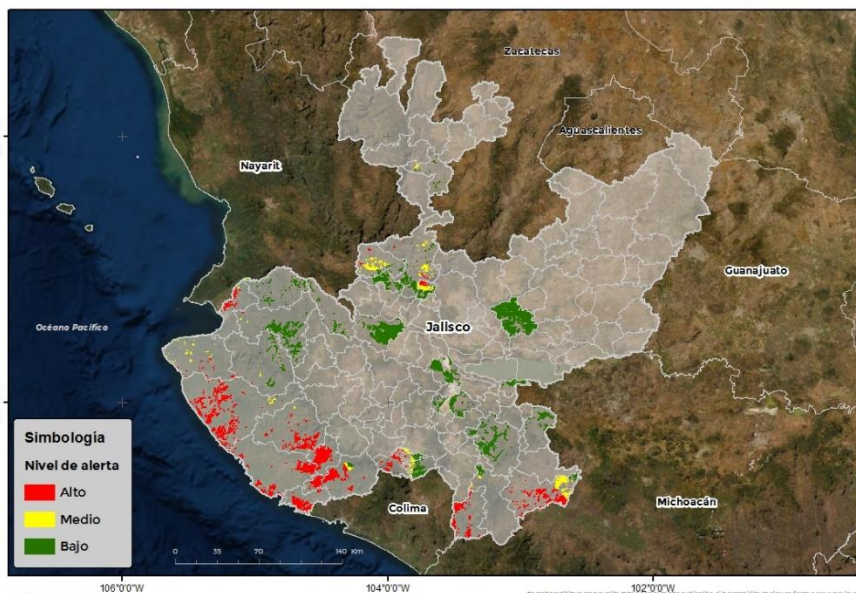 Zacatecas
Aguascalientes
Nayarit
Guanajuato
Océano Pacífico
Jalisco
Simbología
Nivel de alerta
Alto
Medio
Bajo
Colima
Michoacán
0 35 70 140 Km
106°0'0"W 104°0'0"W 102°0'0"W